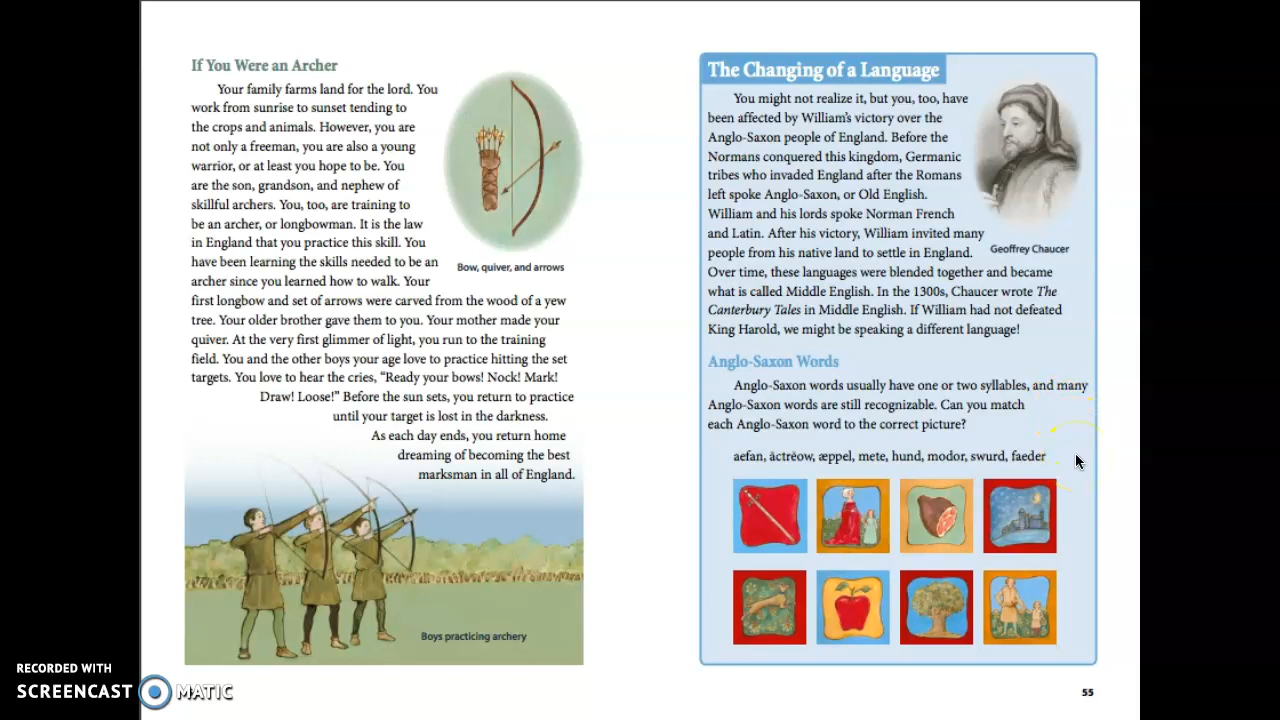 If You Were an Archer
Your family farms land for the lord. You
work from sunrise to sunset tending to
the crops and animals. However, you are
not only a freeman, you are also a young
warrior, or at least you hope to be. You
are the son, grandson, and nephew of
skillful archers. You, too, are training to
be an archer, or longbowman. It is the law
in England that you practice this skill. You
have been learning the skills needed to be an
archer since you learned how to walk. Your
first longbow and set of arrows were carved from the wood of a yew
tree. Your older brother gave them to you. Your mother made your
quiver. At the very first glimmer of light, you run to the training
field. You and the other boys your age love to practice hitting the set
targets. You love to hear the cries, “Ready your bows! Nock! Mark!
Draw! Loose!” Before the sun sets, you return to practice
until your target is lost in the darkness.
As each day ends, you return home
dreaming of becoming the best
marksman in all of England.
Bow, quiver, and arrows
Boys practicing archery
The Changing of a Language
You might not realize it, but you, too, have
been affected by William’s victory over the
Anglo-Saxon people of England. Before the
Normans conquered this kingdom, Germanic
tribes who invaded England after the Romans
left spoke Anglo-Saxon, or Old English.
William and his lords spoke Norman French
and Latin. After his victory, William invited many
people from his native land to settle in England.
Over time, these languages were blended together and became
what is called Middle English. In the 1300s, Chaucer wrote The
Canterbury Tales in Middle English. If William had not defeated
King Harold, we might be speaking a different language!
Geoffrey Chaucer
Anglo-Saxon Words
Anglo-Saxon words usually have one or two syllables, and many
Anglo-Saxon words are still recognizable. Can you match
each Anglo-Saxon word to the correct picture?
aefan, āctrēow, æppel, mete, hund, modor, swurd, faeder
55
RECORDED WITH
SCREENCAST MATIC